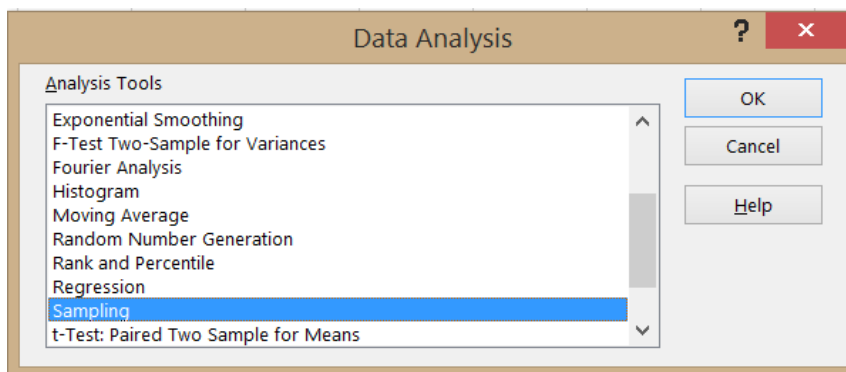 Data Analysis
?
×
Analysis Tools
Exponential Smoothing
F-Test Two-Sample for Variances
Fourier Analysis
Histogram
Moving Average
Random Number Generation
Rank and Percentile
Regression
Sampling
t-Test: Paired Two Sample for Means
OK
Cancel
Help